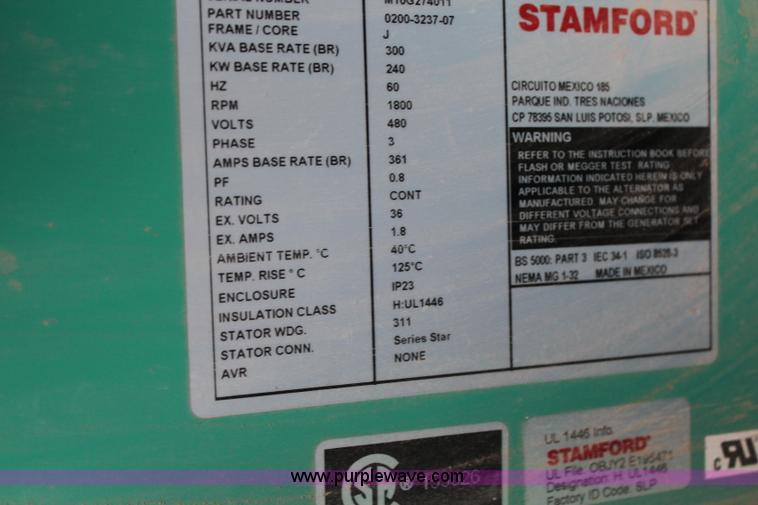 PART NUMBER 0200-3237-07
FRAME / CORE J
KVA BASE RATE (BR) 300
KW BASE RATE (BR) 240
HZ 60
RPM 1800
VOLTS 480
PHASE 3
AMPS BASE RATE (BR) 361
PF 0.8
RATING CONT
EX. VOLTS 36
EX. AMPS 1.8
AMBIENT TEMP. °C 40°C
TEMP. RISE ° C 125°C
ENCLOSURE IP23
INSULATION CLASS H:UL1446
STATOR WDG. 311
STATOR CONN. Series Star
AVR NONE
STAMFORD
CIRCUITO MEXICO 185
PARQUE IND. TRES NACIONES
CP 78395 SAN LUIS POTOSI, SLP. MEXICO
WARNING
REFER TO THE INSTRUCTION BOOK BEFORE
FLASH OR MEGGER TEST. RATING
INFORMATION INDICATED HEREIN IS ONLY
APPLICABLE TO THE ALTERNATOR AS
MANUFACTURED. MAY CHANGE FOR
DIFFERENT VOLTAGE CONNECTIONS AND
MAY DIFFER FROM THE GENERATOR SET
RATING.
BS 5000: PART 3 IEC 34-1 ISO 8528-3
NEMA MG 1-32 MADE IN MEXICO
UL 1446 Info.
STAMFORD
UL File: OBJY2 E195471
Designation: H: UL1446
Factory ID Code: SLP
www.purplewave.com